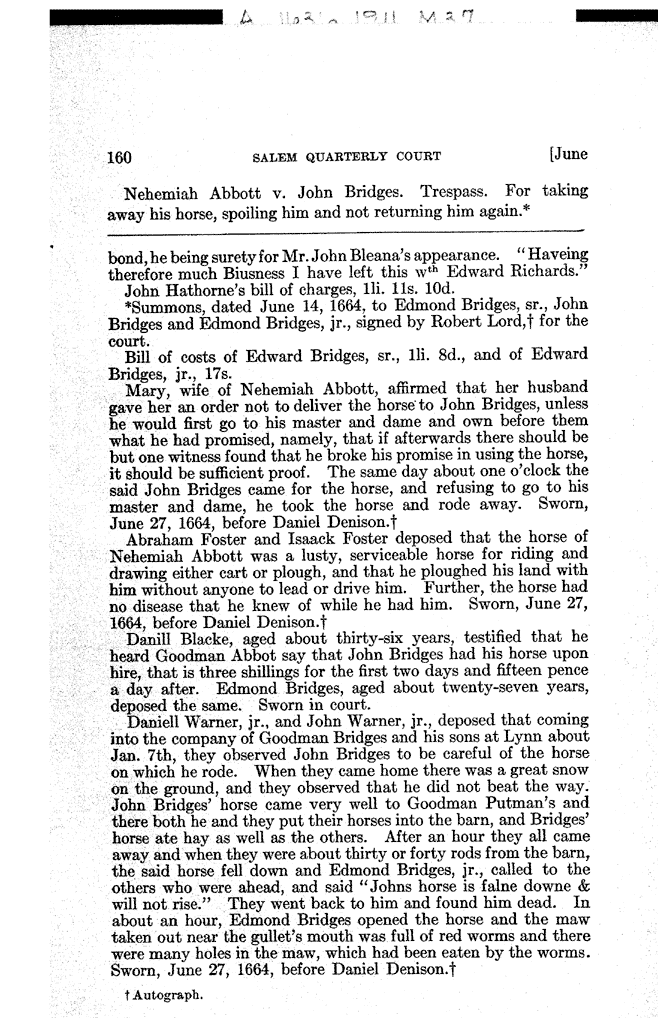 A 1636 1911 M27
160 SALEM QUARTERLY COURT [June
Nehemiah Abbott v. John Bridges. Trespass. For taking
away his horse, spoiling him and not returning him again.*
bond, he being surety for Mr. John Bleana's appearance. "Haveing
therefore much Biusness I have left this wth Edward Richards."
John Hathorne's bill of charges, 1li. 11s. 10d.
*Summons, dated June 14, 1664, to Edmond Bridges, sr., John
Bridges and Edmond Bridges, jr., signed by Robert Lord,† for the
court.
Bill of costs of Edward Bridges, sr., 1li. 8d., and of Edward
Bridges, jr., 17s.
Mary, wife of Nehemiah Abbott, affirmed that her husband
gave her an order not to deliver the horse to John Bridges, unless
he would first go to his master and dame and own before them
what he had promised, namely, that if afterwards there should be
but one witness found that he broke his promise in using the horse,
it should be sufficient proof. The same day about one o'clock the
said John Bridges came for the horse, and refusing to go to his
master and dame, he took the horse and rode away. Sworn,
June 27, 1664, before Daniel Denison.†
Abraham Foster and Isaack Foster deposed that the horse of
Nehemiah Abbott was a lusty, serviceable horse for riding and
drawing either cart or plough, and that he ploughed his land with
him without anyone to lead or drive him. Further, the horse had
no disease that he knew of while he had him. Sworn, June 27,
1664, before Daniel Denison.†
Danill Blacke, aged about thirty-six years, testified that he
heard Goodman Abbot say that John Bridges had his horse upon
hire, that is three shillings for the first two days and fifteen pence
a day after. Edmond Bridges, aged about twenty-seven years,
deposed the same. Sworn in court.
Daniell Warner, jr., and John Warner, jr., deposed that coming
into the company of Goodman Bridges and his sons at Lynn about
Jan. 7th, they observed John Bridges to be careful of the horse
on which he rode. When they came home there was a great snow
on the ground, and they observed that he did not beat the way.
John Bridges' horse came very well to Goodman Putman's and
there both he and they put their horses into the barn, and Bridges'
horse ate hay as well as the others. After an hour they all came
away and when they were about thirty or forty rods from the barn,
the said horse fell down and Edmond Bridges, jr., called to the
others who were ahead, and said "Johns horse is falne downe &
will not rise." They went back to him and found him dead. In
about an hour, Edmond Bridges opened the horse and the maw
taken out near the gullet's mouth was full of red worms and there
were many holes in the maw, which had been eaten by the worms.
Sworn, June 27, 1664, before Daniel Denison.†
† Autograph.